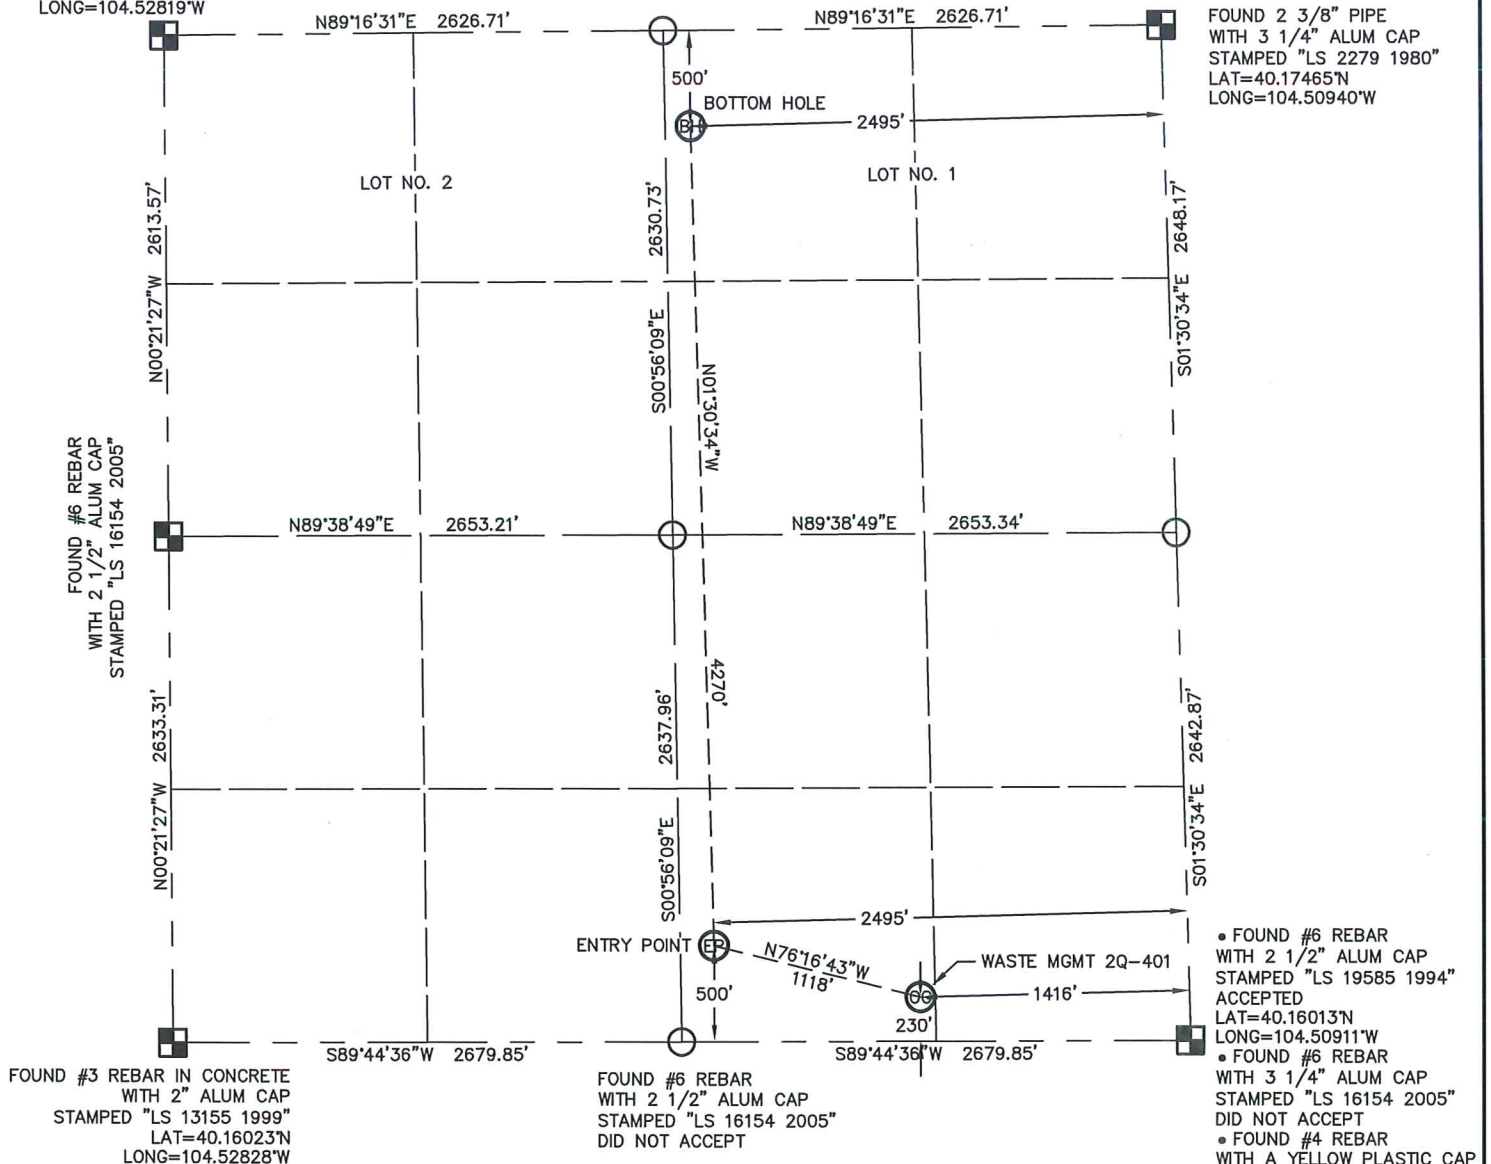 LONG=104.52819°W
N89°16'31"E 2626.71'
N89°16'31"E 2626.71'
FOUND 2 3/8" PIPE
WITH 3 1/4" ALUM CAP
STAMPED "LS 2279 1980"
LAT=40.17465°N
LONG=104.50940°W
500'
BOTTOM HOLE
BH
2495'
LOT NO. 2
LOT NO. 1
N00°21'27"W 2613.57'
S00°56'09"E 2630.73'
S01°30'34"E 2648.17'
N01°30'34"W 4270'
FOUND #6 REBAR
WITH 2 1/2" ALUM CAP
STAMPED "LS 16154 2005"
N89°38'49"E 2653.21'
N89°38'49"E 2653.34'
N00°21'27"W 2633.31'
S00°56'09"E 2637.96'
S01°30'34"E 2642.87'
2495'
ENTRY POINT
EP
N76°16'43"W
1118'
WASTE MGMT 2Q-401
OG
1416'
500'
230'
S89°44'36"W 2679.85'
S89°44'36"W 2679.85'
• FOUND #6 REBAR
WITH 2 1/2" ALUM CAP
STAMPED "LS 19585 1994"
ACCEPTED
LAT=40.16013°N
LONG=104.50911°W
• FOUND #6 REBAR
WITH 3 1/4" ALUM CAP
STAMPED "LS 16154 2005"
DID NOT ACCEPT
• FOUND #4 REBAR
WITH A YELLOW PLASTIC CAP
FOUND #3 REBAR IN CONCRETE
WITH 2" ALUM CAP
STAMPED "LS 13155 1999"
LAT=40.16023°N
LONG=104.52828°W
FOUND #6 REBAR
WITH 2 1/2" ALUM CAP
STAMPED "LS 16154 2005"
DID NOT ACCEPT